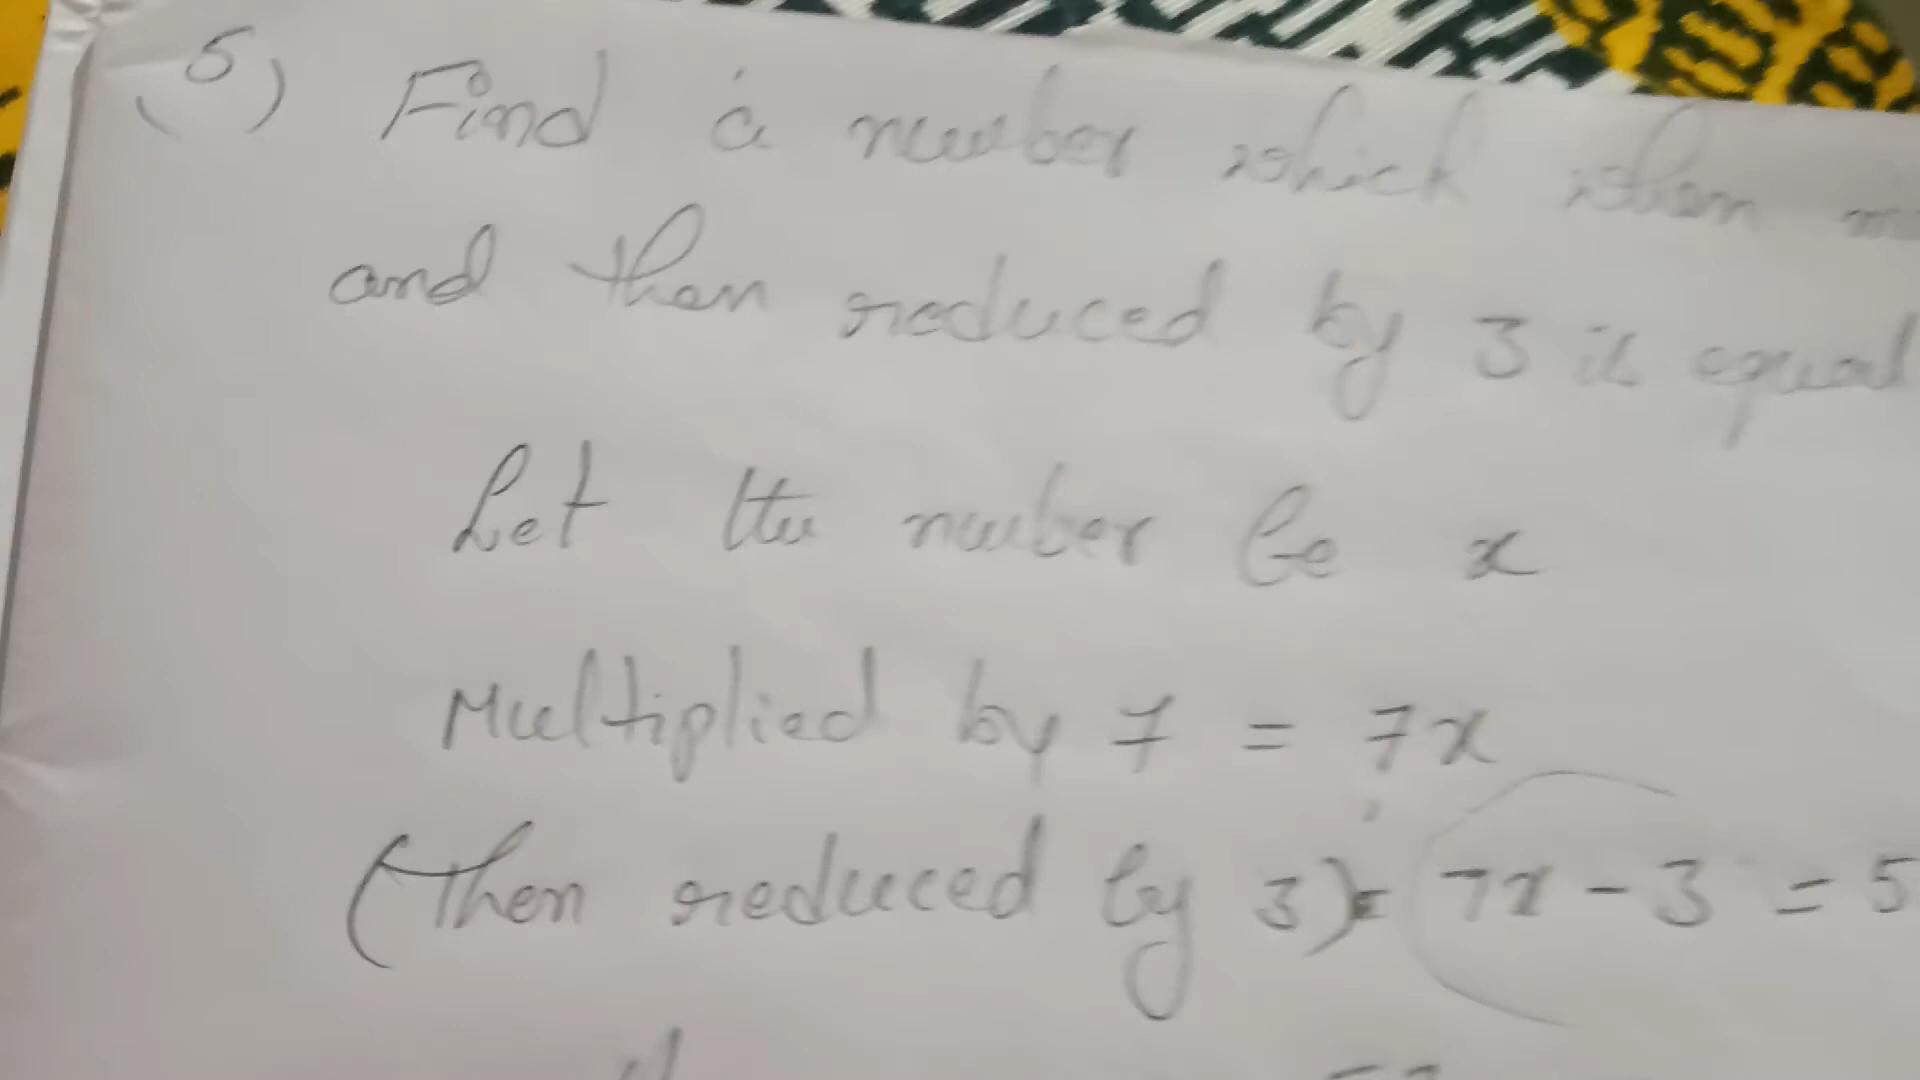 (5) Find a number which when
and then reduced by 3 is equal
Let the number be x
Multiplied by 7 = 7x
(then reduced by 3) = 7x - 3 = 5